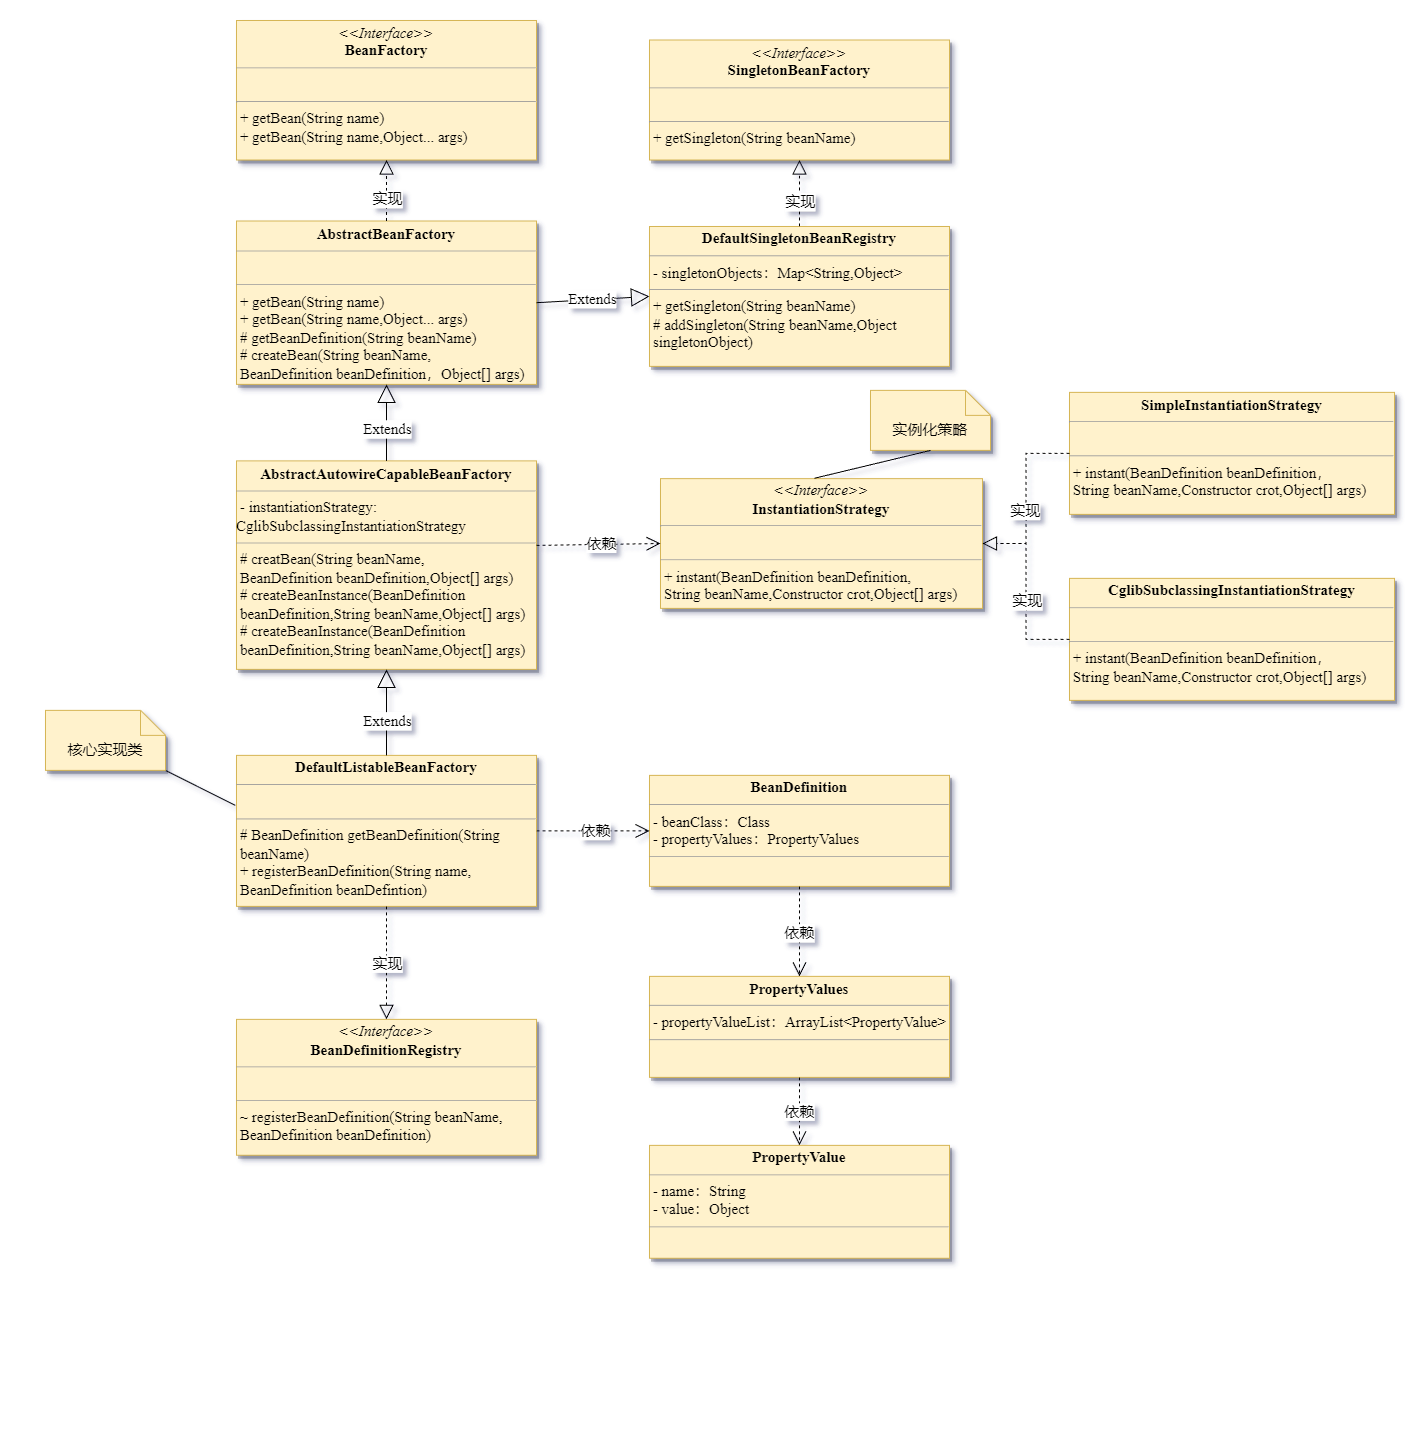 <<Interface>>
BeanFactory
+ getBean(String name)
+ getBean(String name,Object... args)
<<Interface>>
SingletonBeanFactory
+ getSingleton(String beanName)
实现
实现
AbstractBeanFactory
+ getBean(String name)
+ getBean(String name,Object... args)
# getBeanDefinition(String beanName)
# createBean(String beanName,
BeanDefinition beanDefinition，Object[] args)
Extends
DefaultSingletonBeanRegistry
- singletonObjects：Map<String,Object>
+ getSingleton(String beanName)
# addSingleton(String beanName,Object
singletonObject)
Extends
实例化策略
AbstractAutowireCapableBeanFactory
- instantiationStrategy:
CglibSubclassingInstantiationStrategy
# creatBean(String beanName,
BeanDefinition beanDefinition,Object[] args)
# createBeanInstance(BeanDefinition
beanDefinition,String beanName,Object[] args)
# createBeanInstance(BeanDefinition
beanDefinition,String beanName,Object[] args)
依赖
<<Interface>>
InstantiationStrategy
+ instant(BeanDefinition beanDefinition,
String beanName,Constructor crot,Object[] args)
实现
实现
SimpleInstantiationStrategy
+ instant(BeanDefinition beanDefinition，
String beanName,Constructor crot,Object[] args)
CglibSubclassingInstantiationStrategy
+ instant(BeanDefinition beanDefinition，
String beanName,Constructor crot,Object[] args)
Extends
核心实现类
DefaultListableBeanFactory
# BeanDefinition getBeanDefinition(String
beanName)
+ registerBeanDefinition(String name,
BeanDefinition beanDefintion)
依赖
BeanDefinition
- beanClass：Class
- propertyValues：PropertyValues
实现
依赖
<<Interface>>
BeanDefinitionRegistry
~ registerBeanDefinition(String beanName,
BeanDefinition beanDefinition)
PropertyValues
- propertyValueList：ArrayList<PropertyValue>
依赖
PropertyValue
- name：String
- value：Object